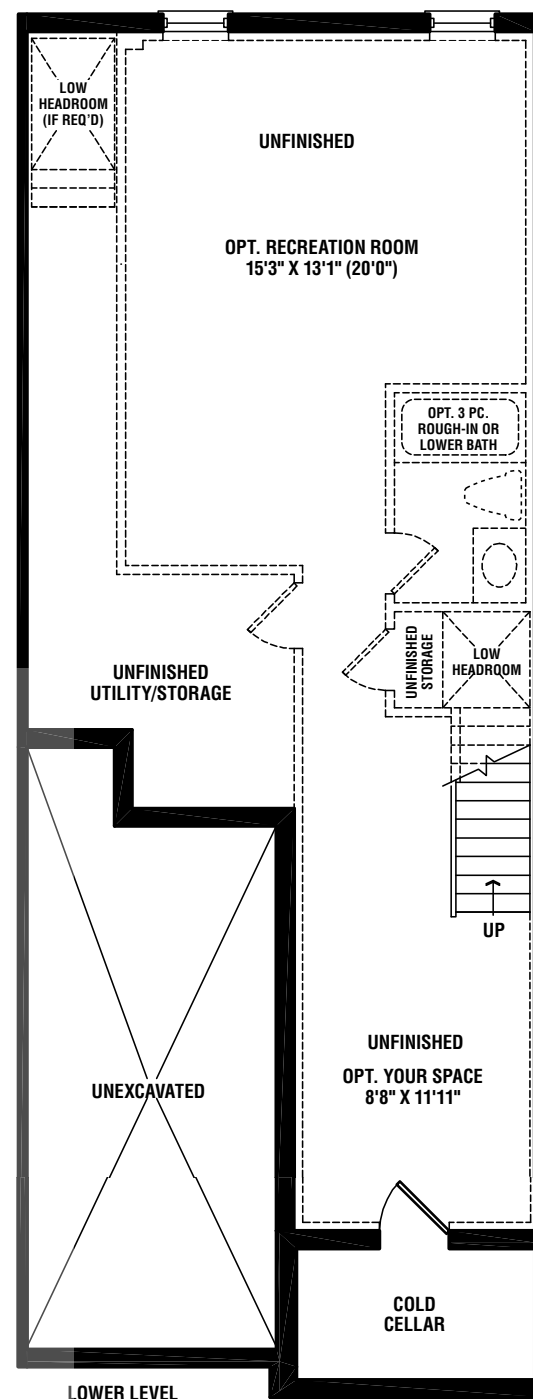 LOW
HEADROOM
(IF REQ'D)
UNFINISHED
OPT. RECREATION ROOM
15'3" X 13'1" (20'0")
OPT. 3 PC.
ROUGH-IN OR
LOWER BATH
UNFINISHED
STORAGE
LOW
HEADROOM
UNFINISHED
UTILITY/STORAGE
UP
UNFINISHED
OPT. YOUR SPACE
8'8" X 11'11"
UNEXCAVATED
COLD
CELLAR
LOWER LEVEL